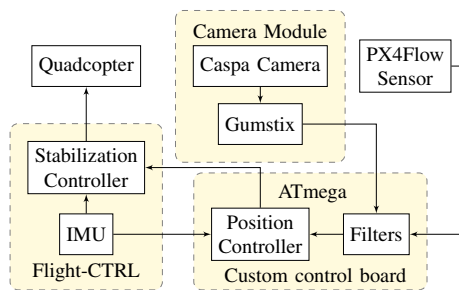 Camera Module
Quadcopter
Caspa Camera
PX4Flow
Sensor
Gumstix
Stabilization
Controller
ATmega
IMU
Position
Controller
Filters
Flight-CTRL
Custom control board